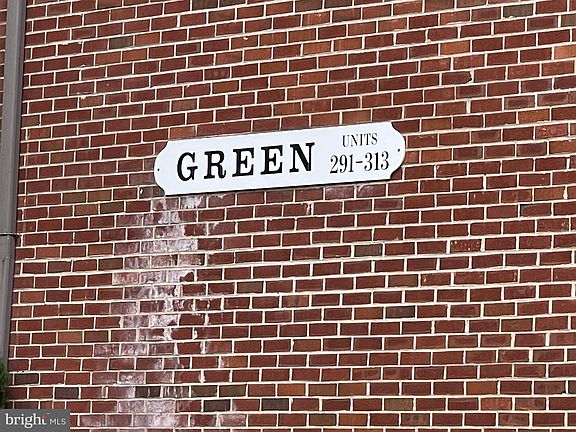 GREEN
UNITS
291-313
bright MLS